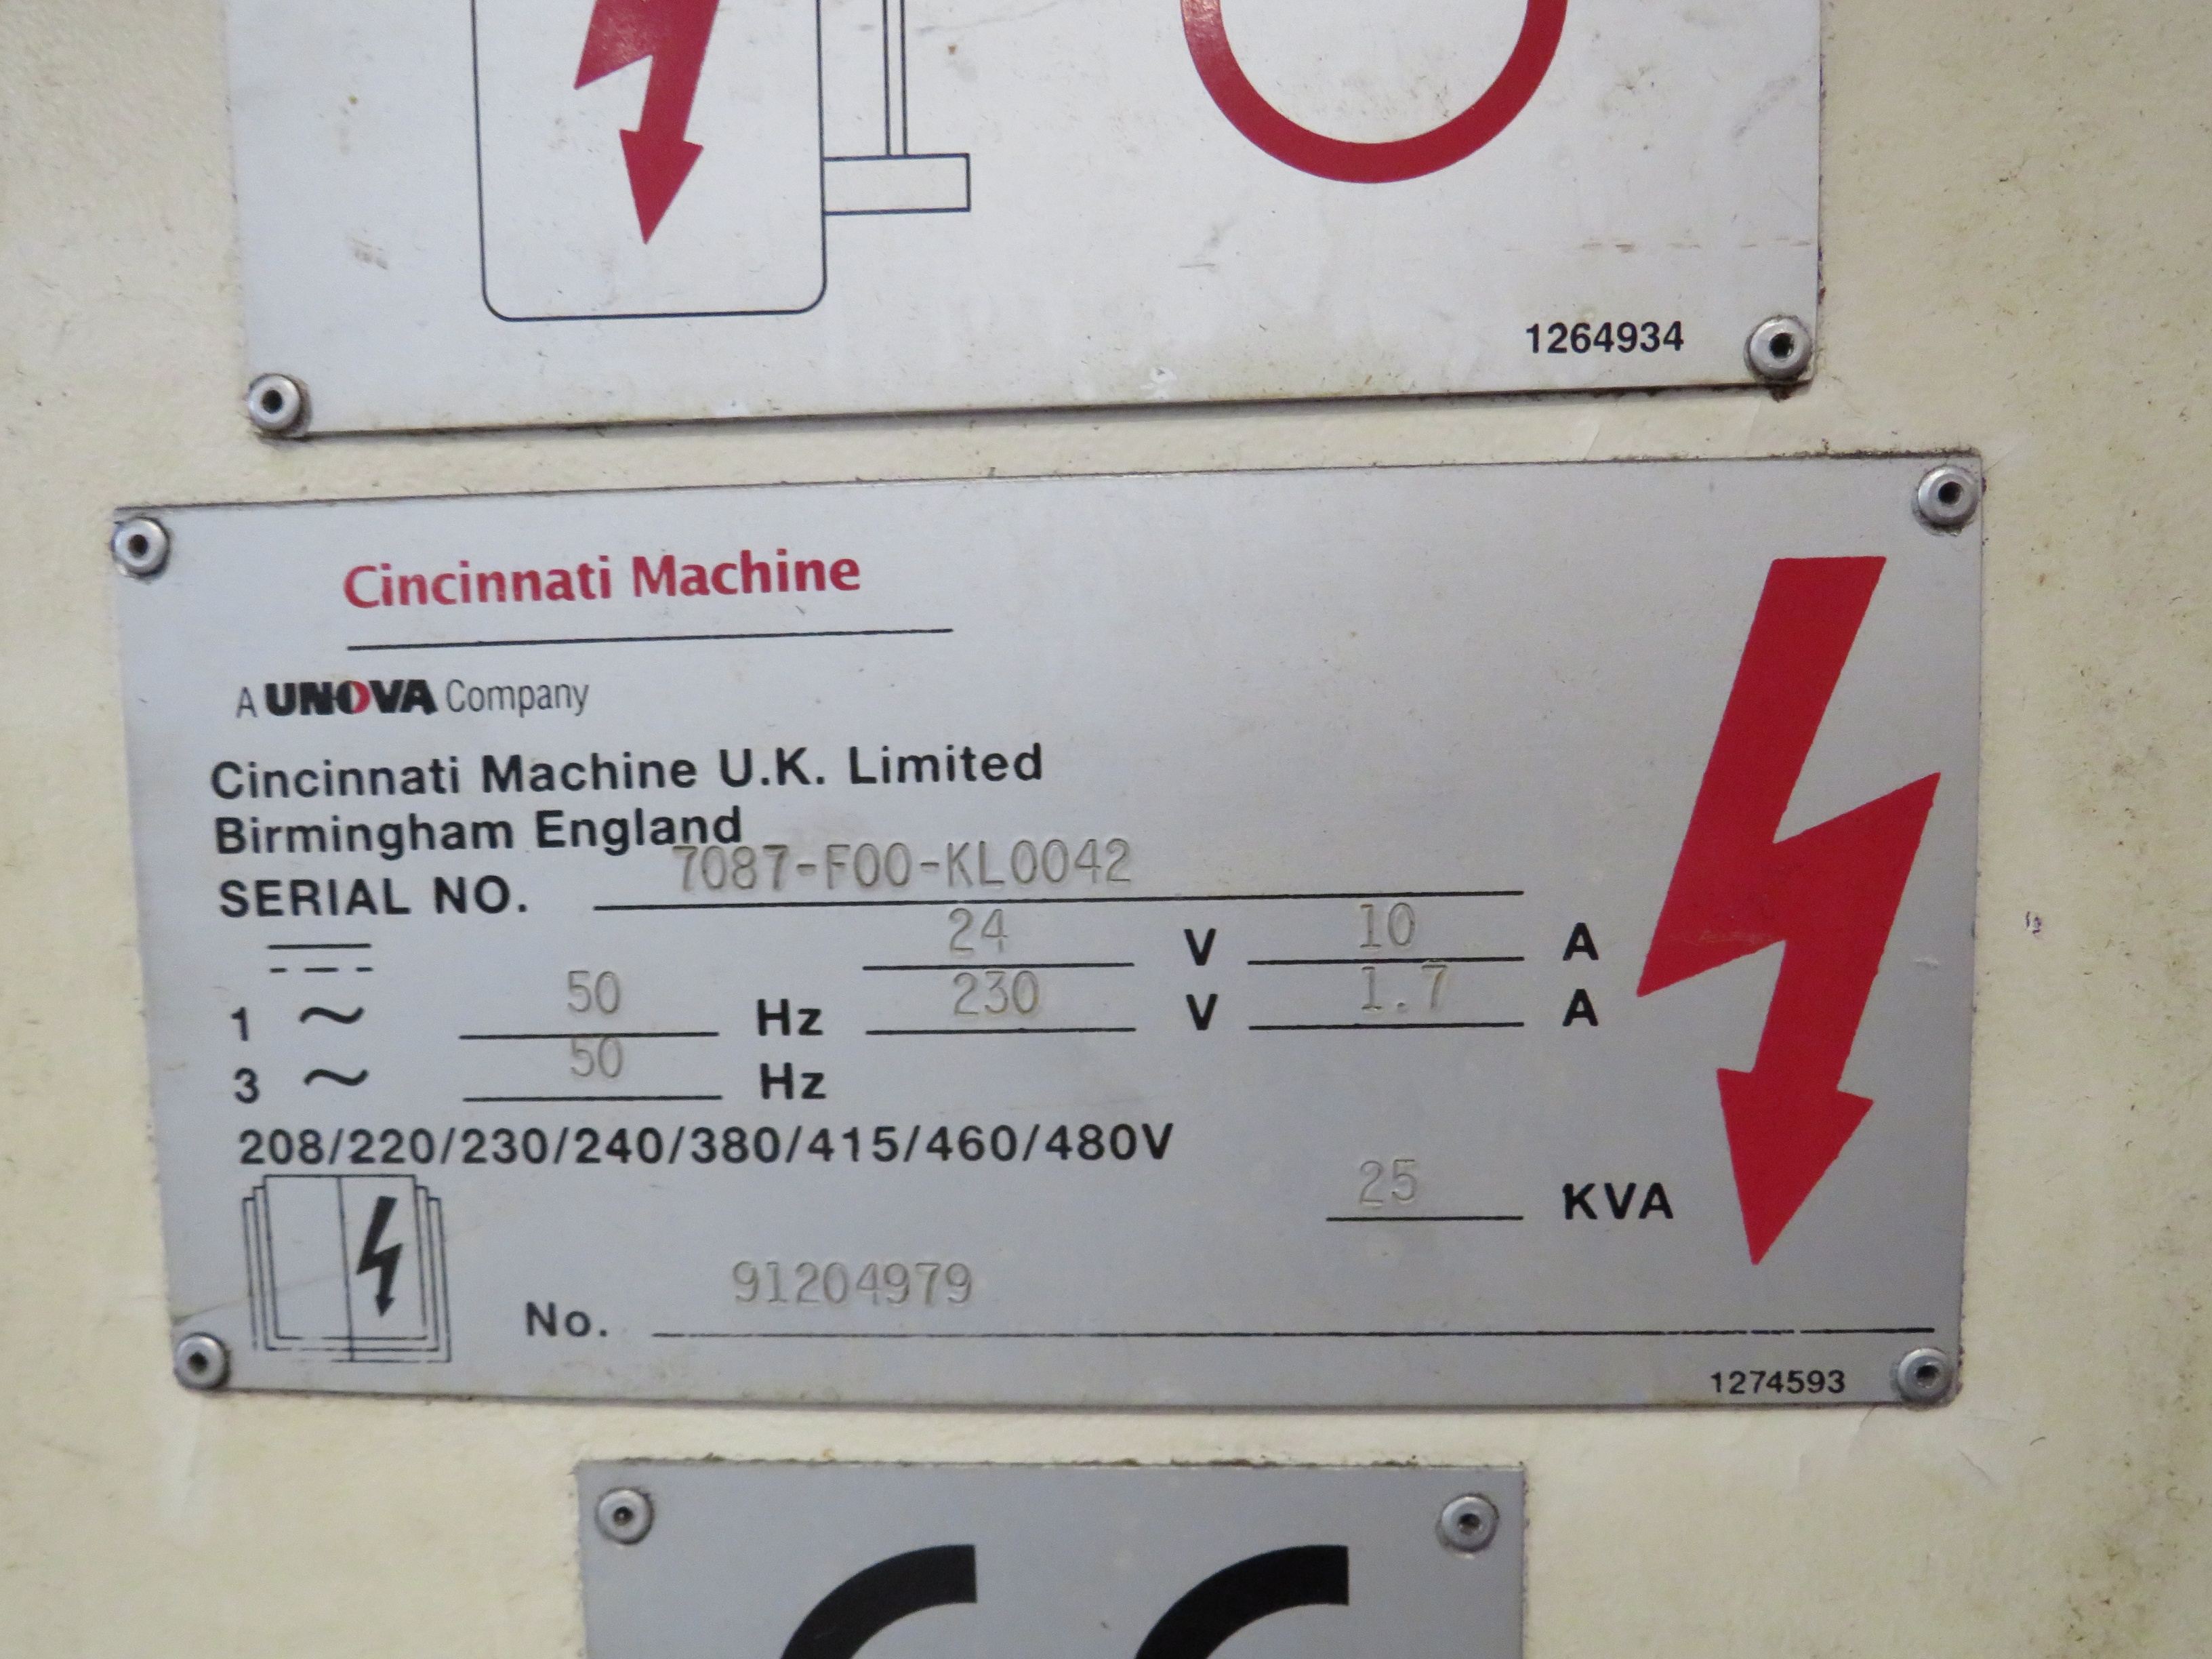 1264934
Cincinnati Machine
A UNOVA Company
Cincinnati Machine U.K. Limited
Birmingham England
SERIAL NO. 7087-F00-KL0042
24 V 10 A
1 ~ 50 Hz 230 V 1.7 A
3 ~ 50 Hz
208/220/230/240/380/415/460/480V
25 KVA
No. 91204979
1274593
CE